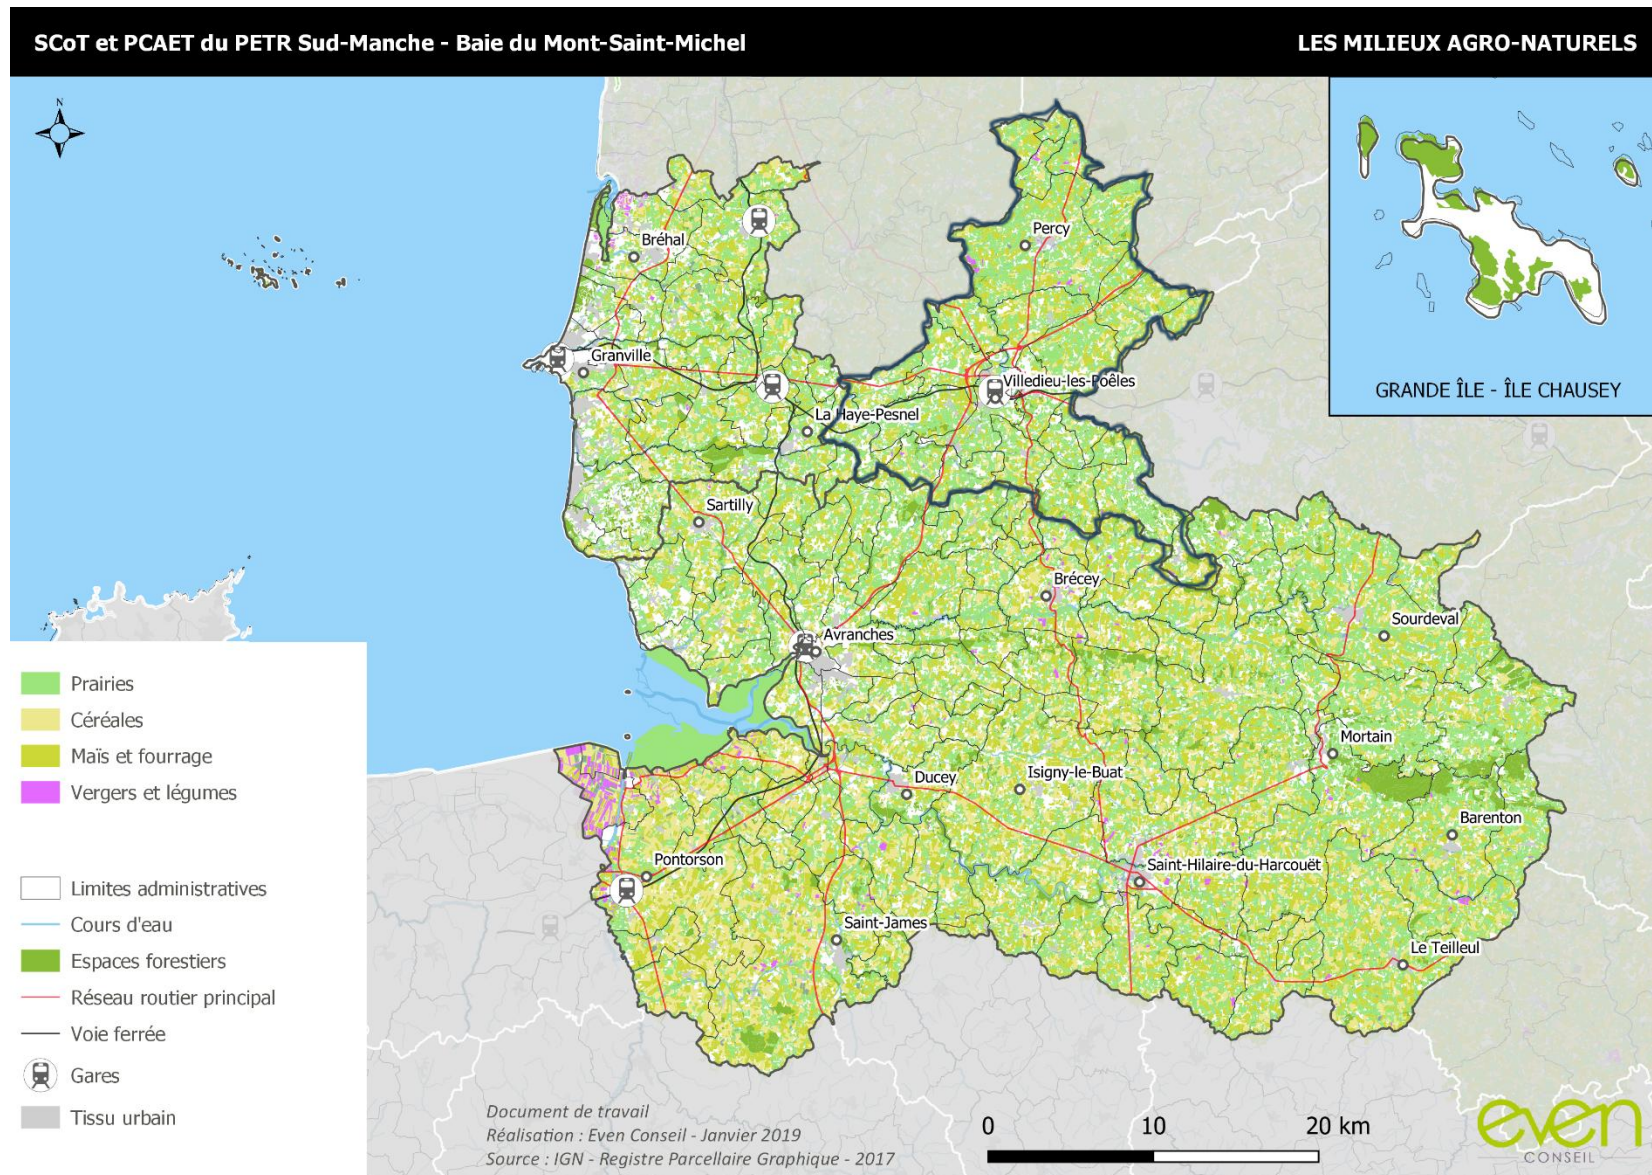 SCoT et PCAET du PETR Sud-Manche - Baie du Mont-Saint-Michel
LES MILIEUX AGRO-NATURELS
N
GRANDE ÎLE - ÎLE CHAUSEY
Percy
Bréhal
Granville
Villedieu-les-Poêles
La Haye-Pesnel
Sartilly
Brécey
Sourdeval
Avranches
Mortain
Ducey
Isigny-le-Buat
Barenton
Pontorson
Saint-Hilaire-du-Harcouët
Saint-James
Le Teilleul
Prairies
Céréales
Maïs et fourrage
Vergers et légumes
Limites administratives
Cours d'eau
Espaces forestiers
Réseau routier principal
Voie ferrée
Gares
Tissu urbain
Document de travail
Réalisation : Even Conseil - Janvier 2019
Source : IGN - Registre Parcellaire Graphique - 2017
0 10 20 km
even
CONSEIL